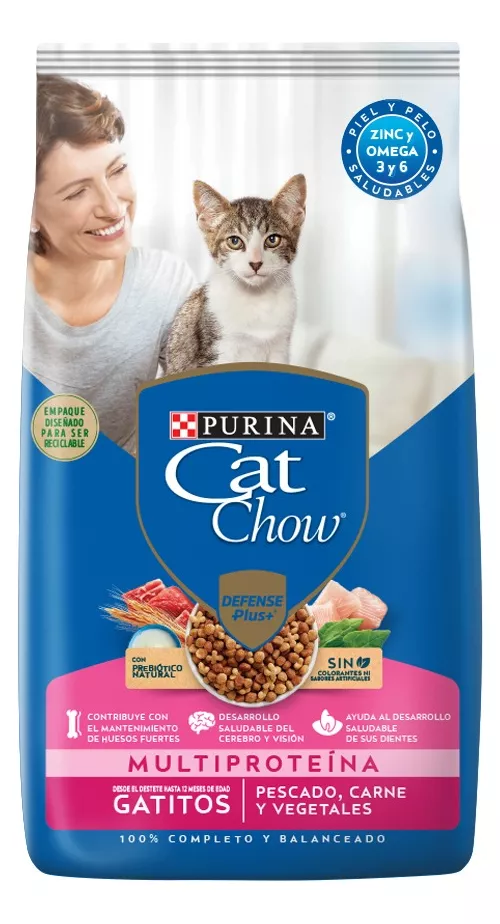 PIEL Y PELO
ZINC y
OMEGA
3 y 6
SALUDABLES
EMPAQUE
DISEÑADO
PARA SER
RECICLABLE
PURINA®
Cat
Chow®
DEFENSE
Plus+
CON
PREBIÓTICO
NATURAL
SIN
COLORANTES NI
SABORES ARTIFICIALES
CONTRIBUYE CON
EL MANTENIMIENTO
DE HUESOS FUERTES
DESARROLLO
SALUDABLE DEL
CEREBRO Y VISIÓN
AYUDA AL DESARROLLO
SALUDABLE
DE SUS DIENTES
MULTIPROTEÍNA
DESDE EL DESTETE HASTA 12 MESES DE EDAD
GATITOS
PESCADO, CARNE
Y VEGETALES
100% COMPLETO Y BALANCEADO